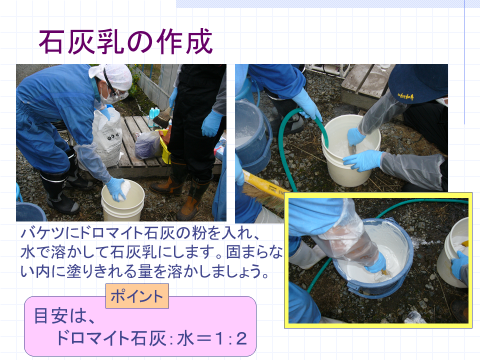 石灰乳の作成
バケツにドロマイト石灰の粉を入れ、
水で溶かして石灰乳にします。固まらな
い内に塗りきれる量を溶かしましょう。
ポイント
目安は、
ドロマイト石灰：水＝１：２